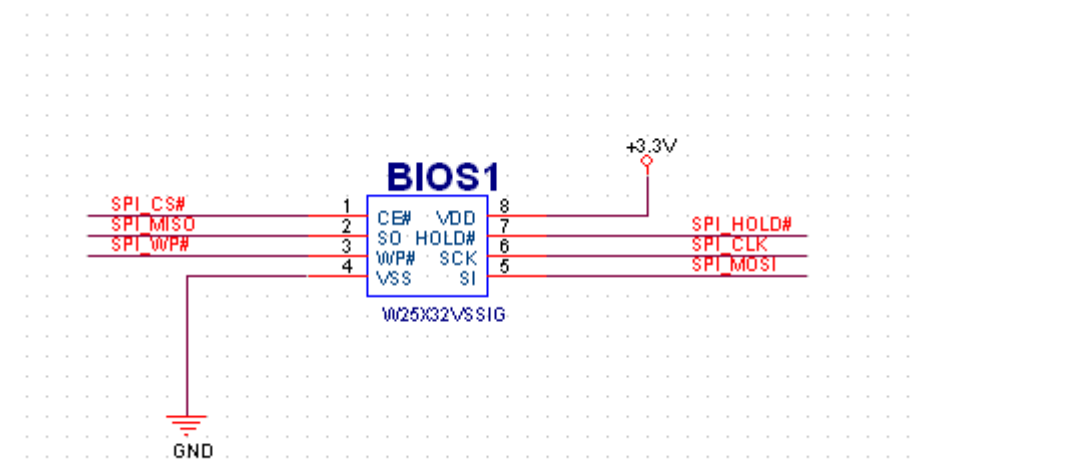 +3.3V
BIOS1
SPI_CS# 1 CE# VDD 8
SPI_MISO 2 SO HOLD# 7 SPI_HOLD#
SPI_WP# 3 WP# SCK 6 SPI_CLK
4 VSS SI 5 SPI_MOSI
W25X32VSSIG
GND